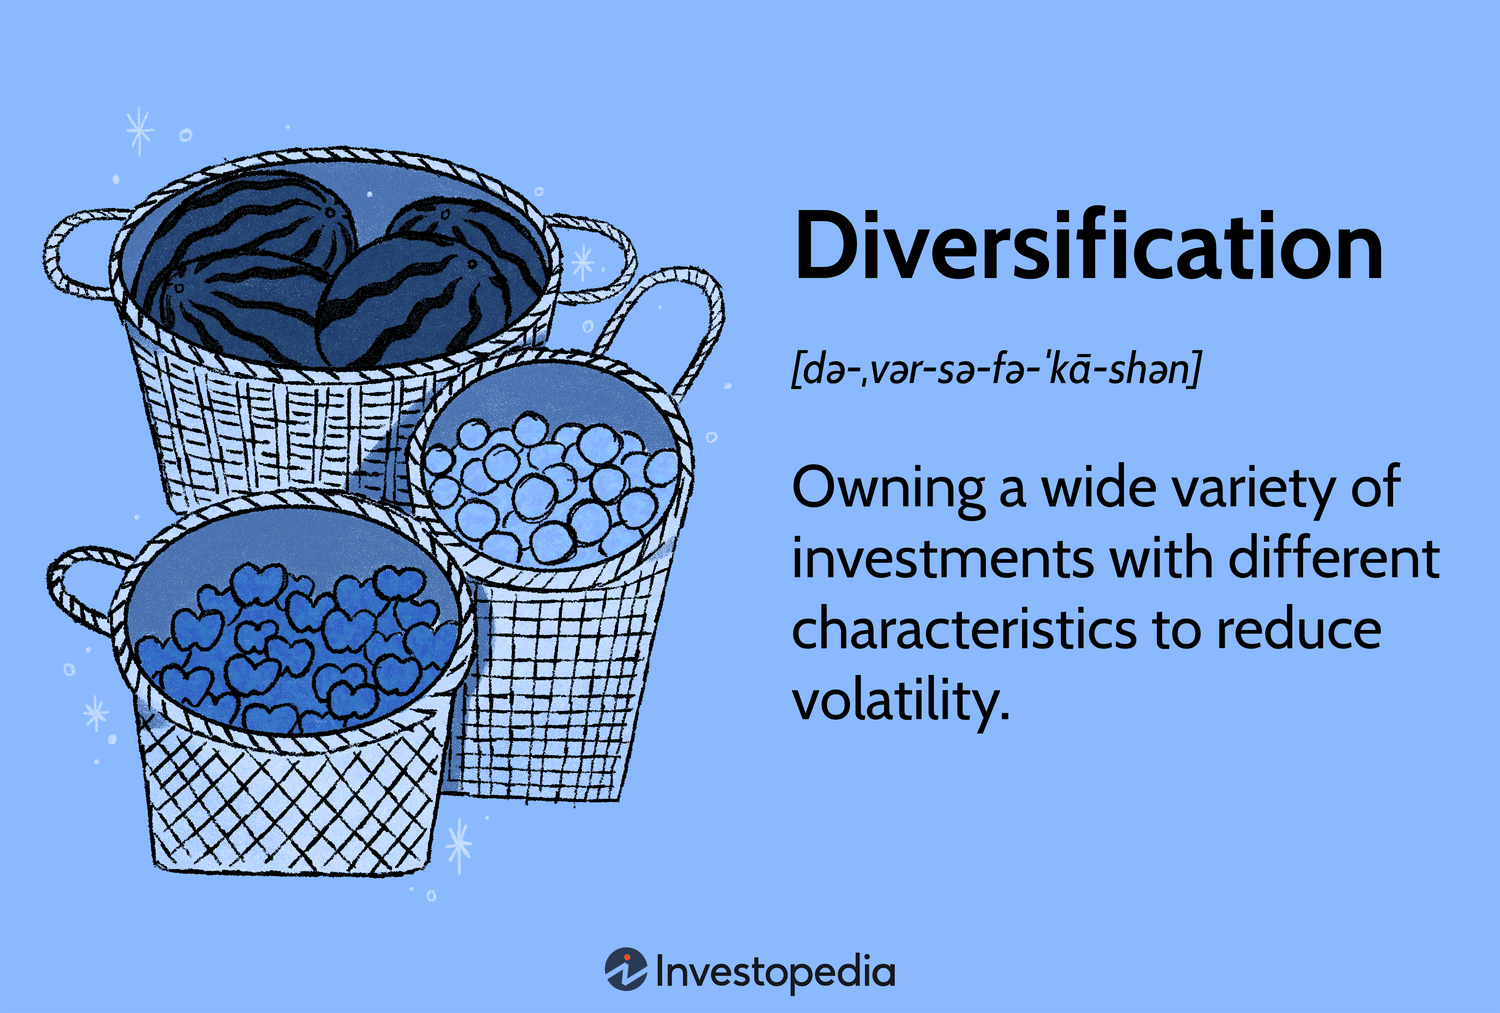 Diversification
[də-ˌvər-sə-fə-ˈkā-shən]
Owning a wide variety of
investments with different
characteristics to reduce
volatility.
Investopedia